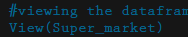 #viewing the datafram
View(Super_market)